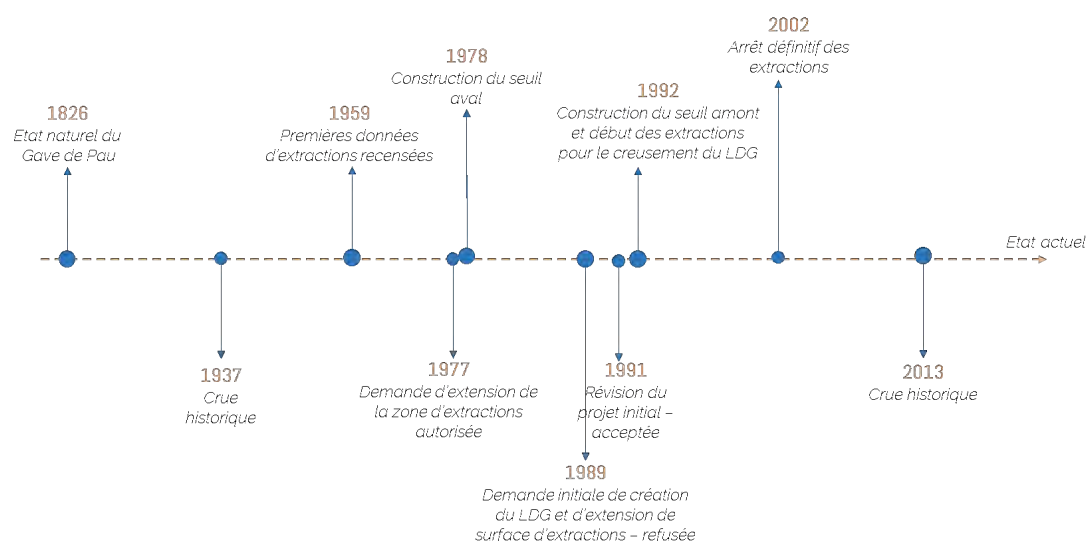 1826
Etat naturel du
Gave de Pau
1937
Crue
historique
1959
Premières données
d'extractions recensées
1977
Demande d'extension de
la zone d'extractions
autorisée
1978
Construction du seuil
aval
1989
Demande initiale de création
du LDG et d'extension de
surface d'extractions – refusée
1991
Révision du
projet initial –
acceptée
1992
Construction du seuil amont
et début des extractions
pour le creusement du LDG
2002
Arrêt définitif des
extractions
2013
Crue historique
Etat actuel